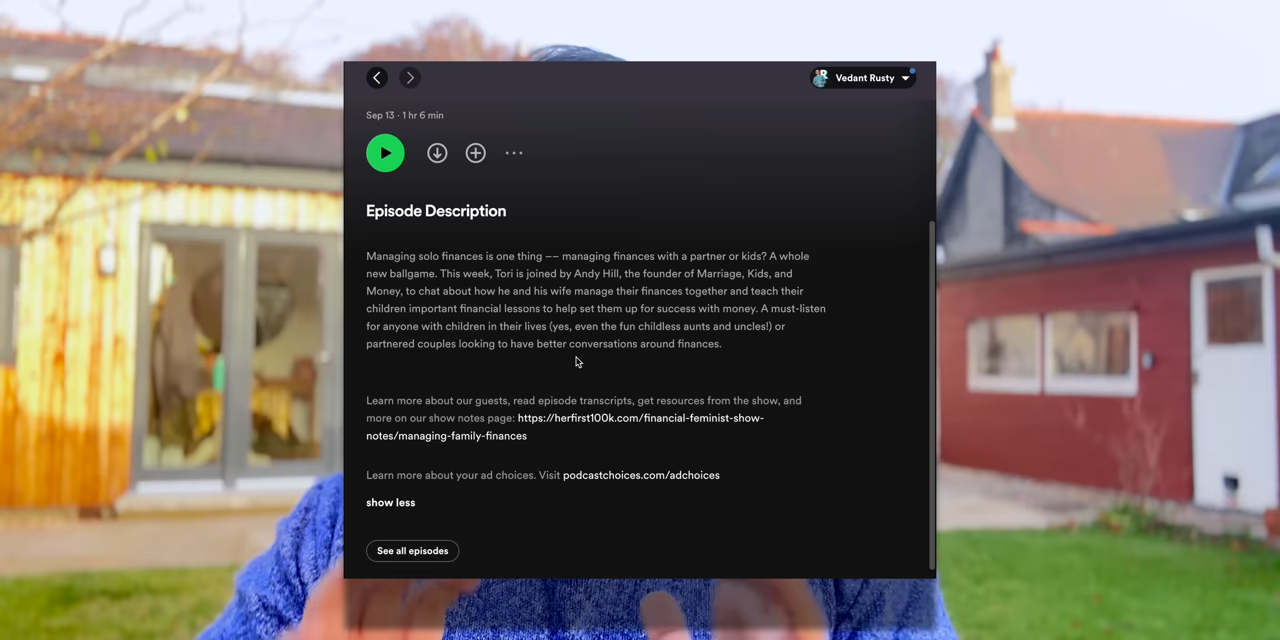 Vedant Rusty
Sep 13 · 1 hr 6 min
Episode Description
Managing solo finances is one thing –– managing finances with a partner or kids? A whole
new ballgame. This week, Tori is joined by Andy Hill, the founder of Marriage, Kids, and
Money, to chat about how he and his wife manage their finances together and teach their
children important financial lessons to help set them up for success with money. A must-listen
for anyone with children in their lives (yes, even the fun childless aunts and uncles!) or
partnered couples looking to have better conversations around finances.
Learn more about our guests, read episode transcripts, get resources from the show, and
more on our show notes page: https://herfirst100k.com/financial-feminist-show-
notes/managing-family-finances
Learn more about your ad choices. Visit podcastchoices.com/adchoices
show less
See all episodes